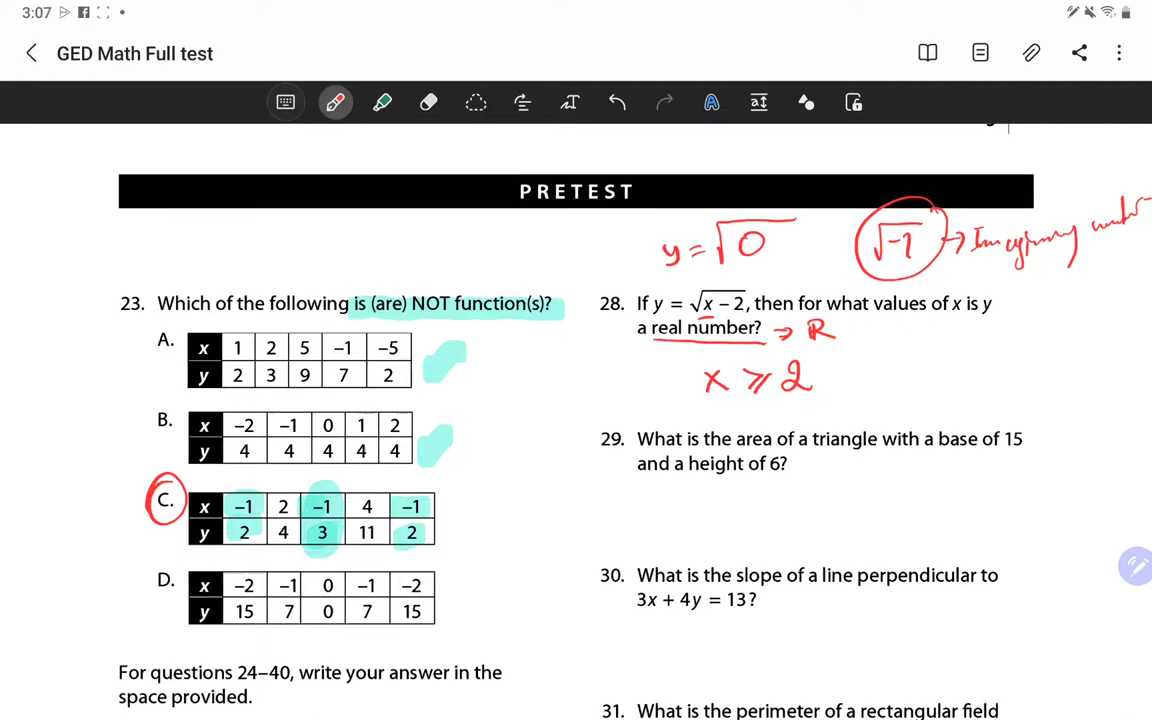 3:07
GED Math Full test
PRETEST
y = √0
√-1 → Imaginary number
23. Which of the following is (are) NOT function(s)?
A.
x 1 2 5 –1 –5
y 2 3 9 7 2
B.
x –2 –1 0 1 2
y 4 4 4 4 4
C.
x –1 2 –1 4 –1
y 2 4 3 11 2
D.
x –2 –1 0 –1 –2
y 15 7 0 7 15
For questions 24–40, write your answer in the
space provided.
28. If y = √x – 2, then for what values of x is y
a real number? → R
x ⩾ 2
29. What is the area of a triangle with a base of 15
and a height of 6?
30. What is the slope of a line perpendicular to
3x + 4y = 13?
31. What is the perimeter of a rectangular field